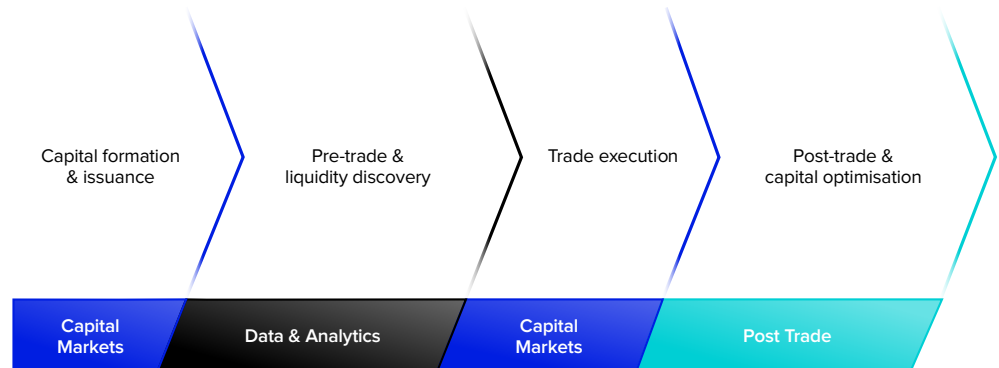 Capital formation
& issuance
Pre-trade &
liquidity discovery
Trade execution
Post-trade &
capital optimisation
Capital
Markets
Data & Analytics
Capital
Markets
Post Trade